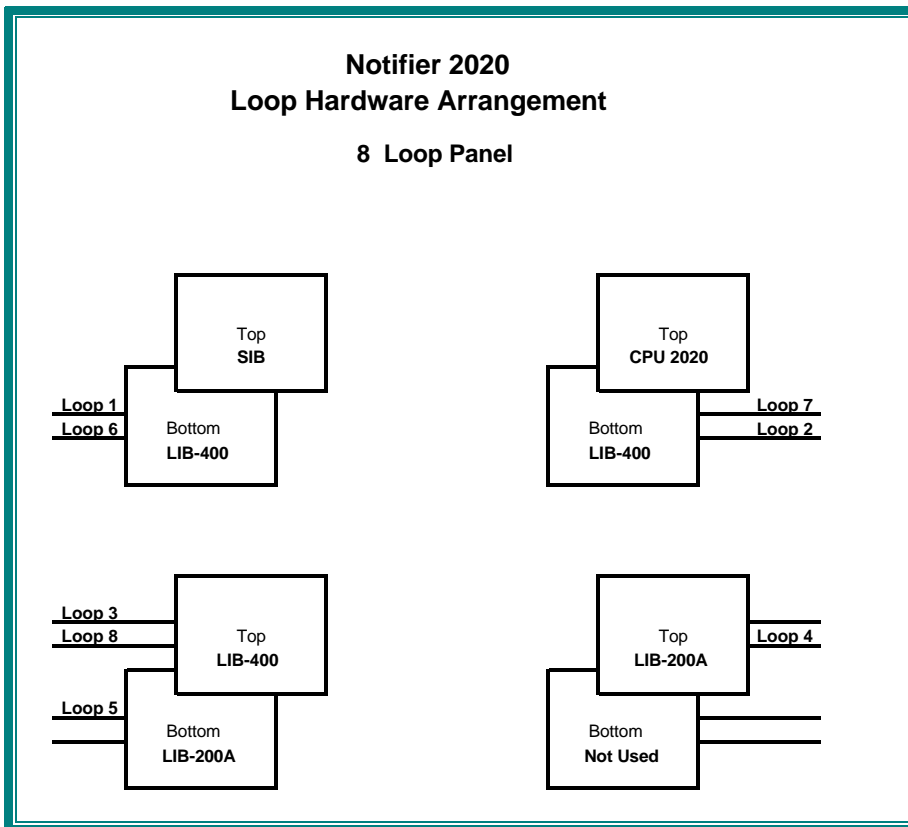 Notifier 2020
Loop Hardware Arrangement
8 Loop Panel
Top
SIB
Loop 1
Loop 6
Bottom
LIB-400
Top
CPU 2020
Bottom
LIB-400
Loop 7
Loop 2
Loop 3
Loop 8
Top
LIB-400
Loop 5
Bottom
LIB-200A
Top
LIB-200A
Loop 4
Bottom
Not Used